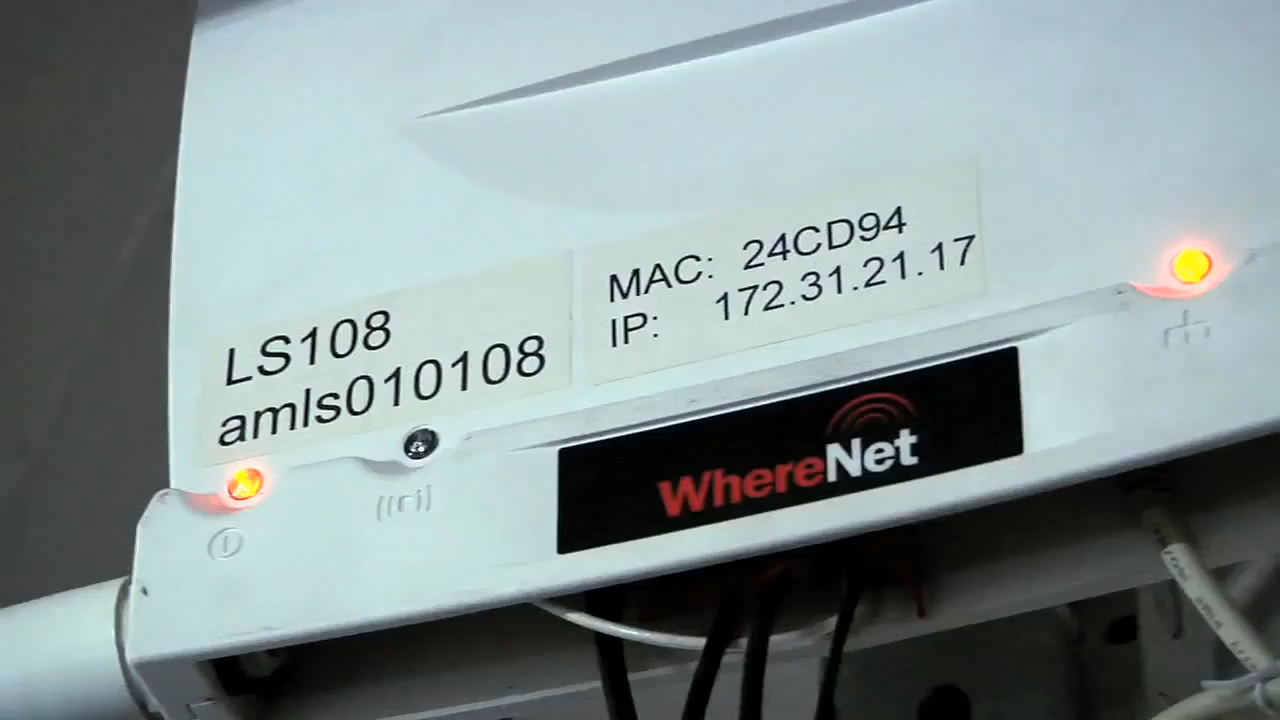 LS108
amls010108
MAC: 24CD94
IP: 172.31.21.17
WhereNet